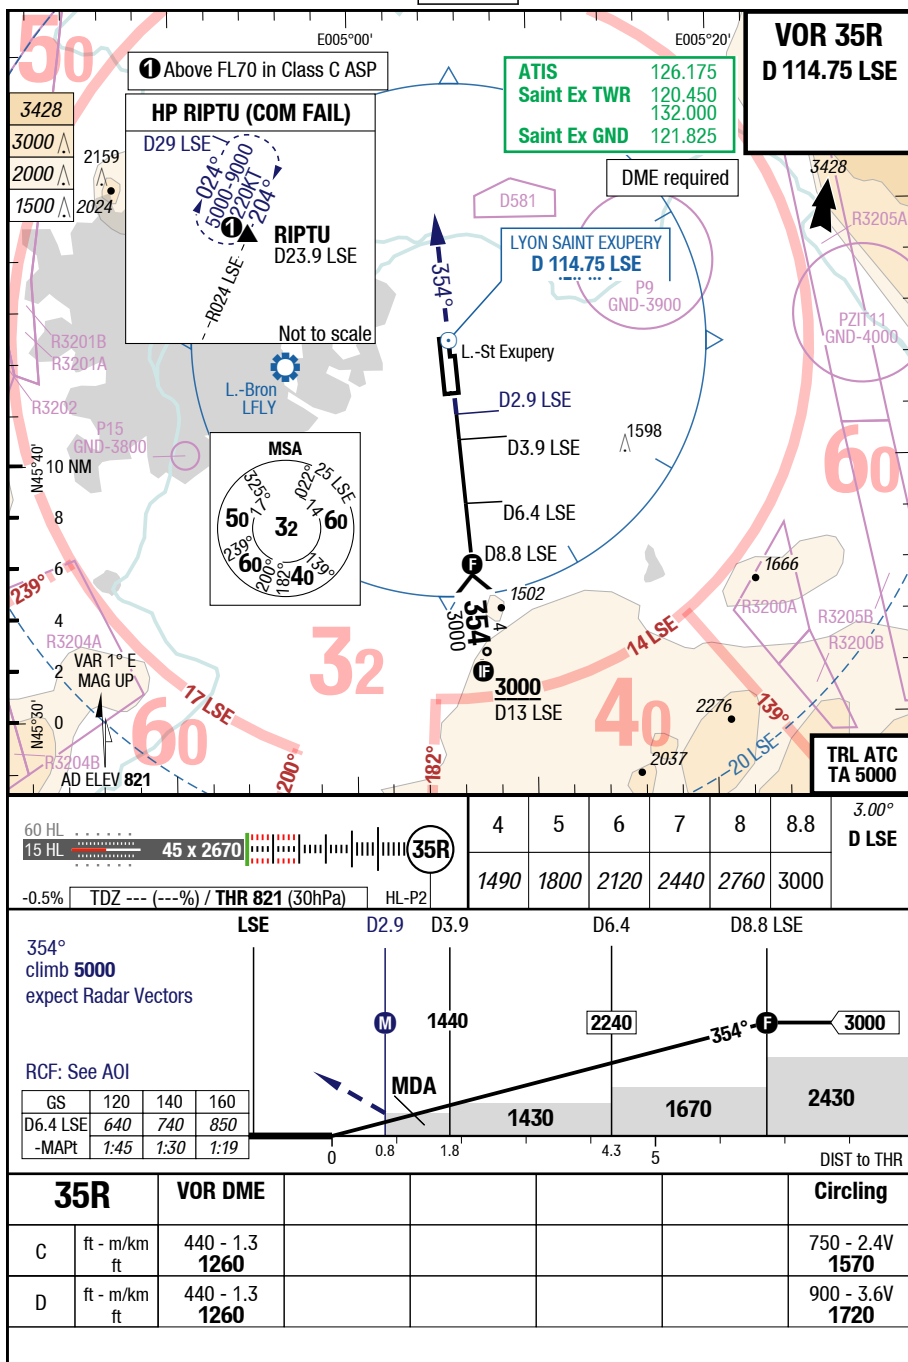 E005°00'
E005°20'
VOR 35R
D 114.75 LSE
50
❶ Above FL70 in Class C ASP
ATIS 126.175
Saint Ex TWR 120.450
132.000
Saint Ex GND 121.825
3428
3000
2000
1500
2159
2024
HP RIPTU (COM FAIL)
D29 LSE
024°
5000-9000
220KT
204°
❶
RIPTU
D23.9 LSE
R024 LSE
Not to scale
DME required
D581
3428
R3205A
LYON SAINT EXUPERY
D 114.75 LSE
P9
GND-3900
PZIT11
GND-4000
354°
L.-St Exupery
R3201B
R3201A
R3202
L.-Bron
LFLY
P15
GND-3800
D2.9 LSE
D3.9 LSE
1598
60
N45°40'
10 NM
8
6
4
2
0
MSA
25 LSE
022°
325°
17
14
50
32
60
239°
60
200°
182°
40
139°
D6.4 LSE
D8.8 LSE
F
1502
1666
354
3000
4
IF
3000
D13 LSE
239°
R3204A
VAR 1° E
MAG UP
N45°30'
R3204B
AD ELEV 821
17 LSE
60
200°
32
182°
14 LSE
40
139°
R3200A
R3205B
R3200B
2276
2037
20 LSE
TRL ATC
TA 5000
60 HL
15 HL
45 x 2670
35R
-0.5%
TDZ --- (---%) / THR 821 (30hPa)
HL-P2
4 5 6 7 8 8.8 3.00°
D LSE
1490 1800 2120 2440 2760 3000
LSE D2.9 D3.9 D6.4 D8.8 LSE
354°
climb 5000
expect Radar Vectors
M 1440 2240 354° F 3000
RCF: See AOI
MDA
1430 1670 2430
GS 120 140 160
D6.4 LSE 640 740 850
-MAPt 1:45 1:30 1:19
0 0.8 1.8 4.3 5 DIST to THR
35R VOR DME Circling
C ft - m/km 440 - 1.3 750 - 2.4V
ft 1260 1570
D ft - m/km 440 - 1.3 900 - 3.6V
ft 1260 1720